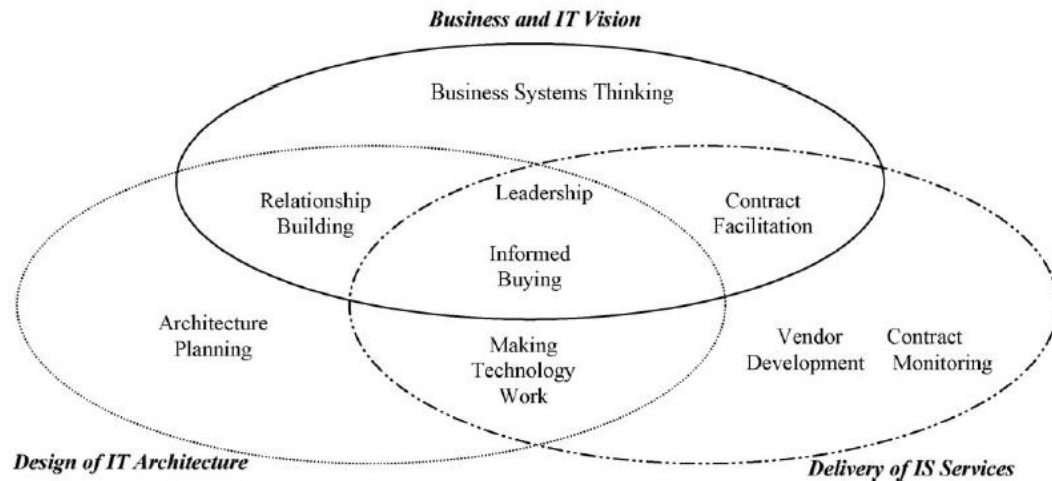 Business and IT Vision
Business Systems Thinking
Leadership
Relationship
Building
Contract
Facilitation
Informed
Buying
Architecture
Planning
Making
Technology
Work
Vendor
Development
Contract
Monitoring
Design of IT Architecture
Delivery of IS Services